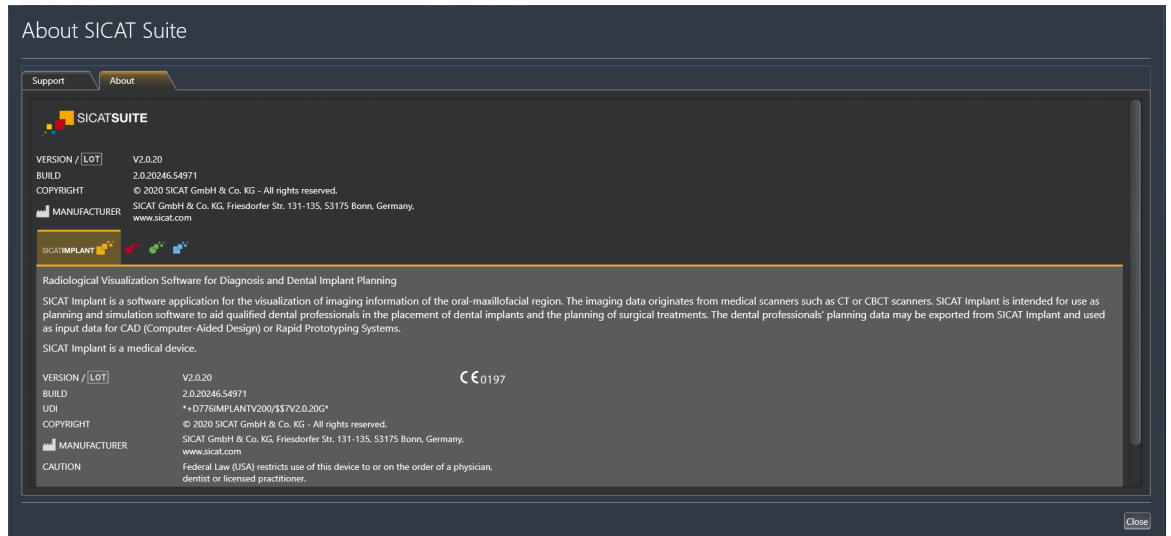 About SICAT Suite
Support
About
SICATSUITE
VERSION / LOT V2.0.20
BUILD 2.0.20246.54971
COPYRIGHT © 2020 SICAT GmbH & Co. KG - All rights reserved.
MANUFACTURER SICAT GmbH & Co. KG, Friesdorfer Str. 131-135, 53175 Bonn, Germany,
www.sicat.com
SICATIMPLANT
Radiological Visualization Software for Diagnosis and Dental Implant Planning
SICAT Implant is a software application for the visualization of imaging information of the oral-maxillofacial region. The imaging data originates from medical scanners such as CT or CBCT scanners. SICAT Implant is intended for use as
planning and simulation software to aid qualified dental professionals in the placement of dental implants and the planning of surgical treatments. The dental professionals' planning data may be exported from SICAT Implant and used
as input data for CAD (Computer-Aided Design) or Rapid Prototyping Systems.
SICAT Implant is a medical device.
VERSION / LOT V2.0.20 CE0197
BUILD 2.0.20246.54971
UDI *+D776IMPLANTV200/$$7V2.0.20G*
COPYRIGHT © 2020 SICAT GmbH & Co. KG - All rights reserved.
MANUFACTURER SICAT GmbH & Co. KG, Friesdorfer Str. 131-135, 53175 Bonn, Germany,
www.sicat.com
CAUTION Federal Law (USA) restricts use of this device to or on the order of a physician,
dentist or licensed practitioner.
Close